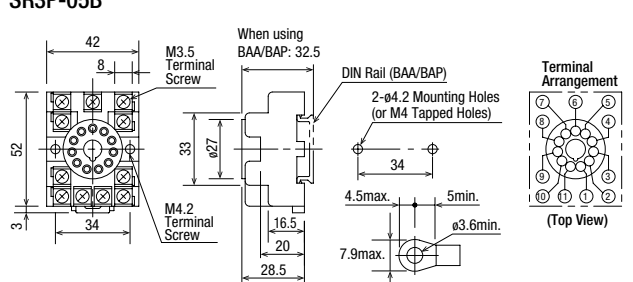 SR3P-05B
42
8
M3.5
Terminal
Screw
52
3
34
M4.2
Terminal
Screw
When using
BAA/BAP: 32.5
DIN Rail (BAA/BAP)
33
ø27
16.5
20
28.5
2-ø4.2 Mounting Holes
(or M4 Tapped Holes)
34
4.5max.
5min.
ø3.6min.
7.9max.
Terminal
Arrangement
7
6
5
8
4
9
3
10
11
1
2
(Top View)